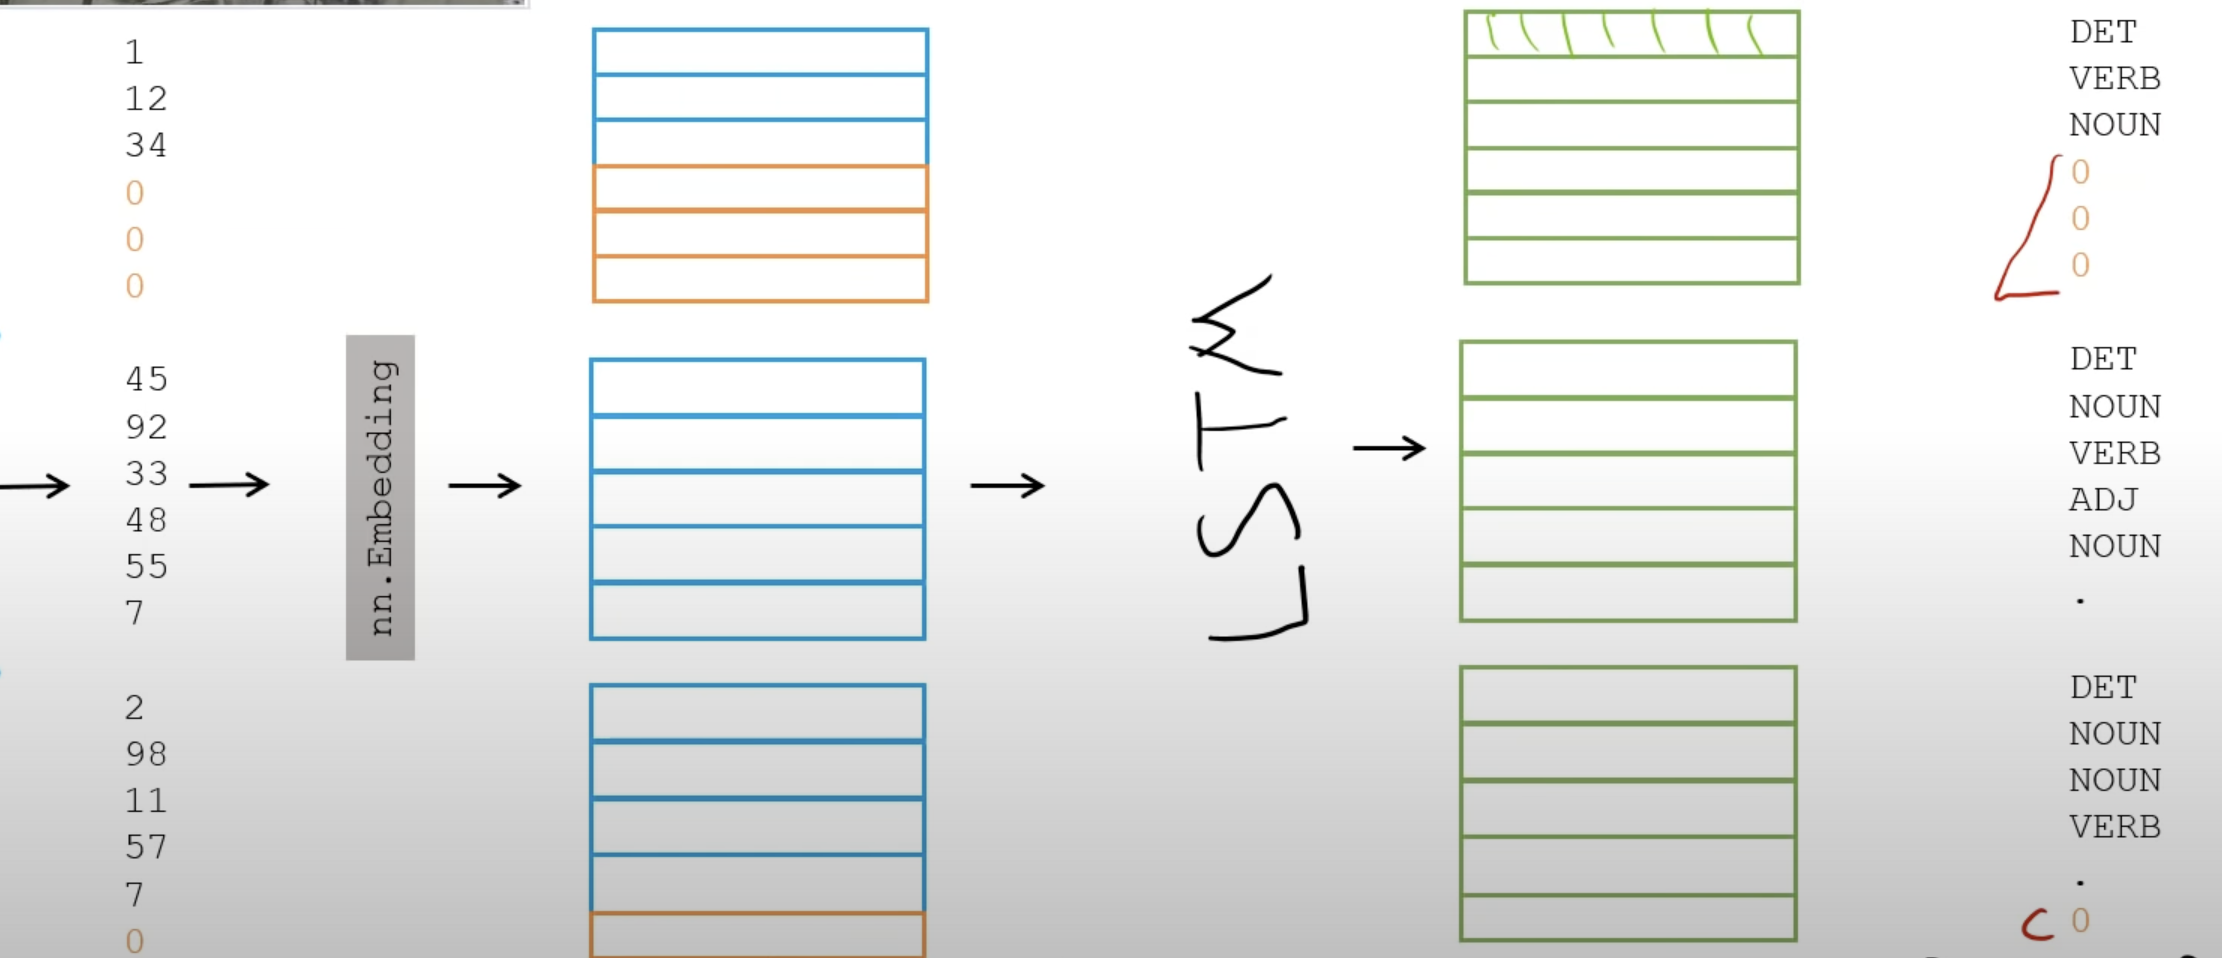 1
12
34
0
0
0
45
92
33
48
55
7
2
98
11
57
7
0
nn.Embedding
LSTM
DET
VERB
NOUN
0
0
0
DET
NOUN
VERB
ADJ
NOUN
.
DET
NOUN
NOUN
VERB
.
0